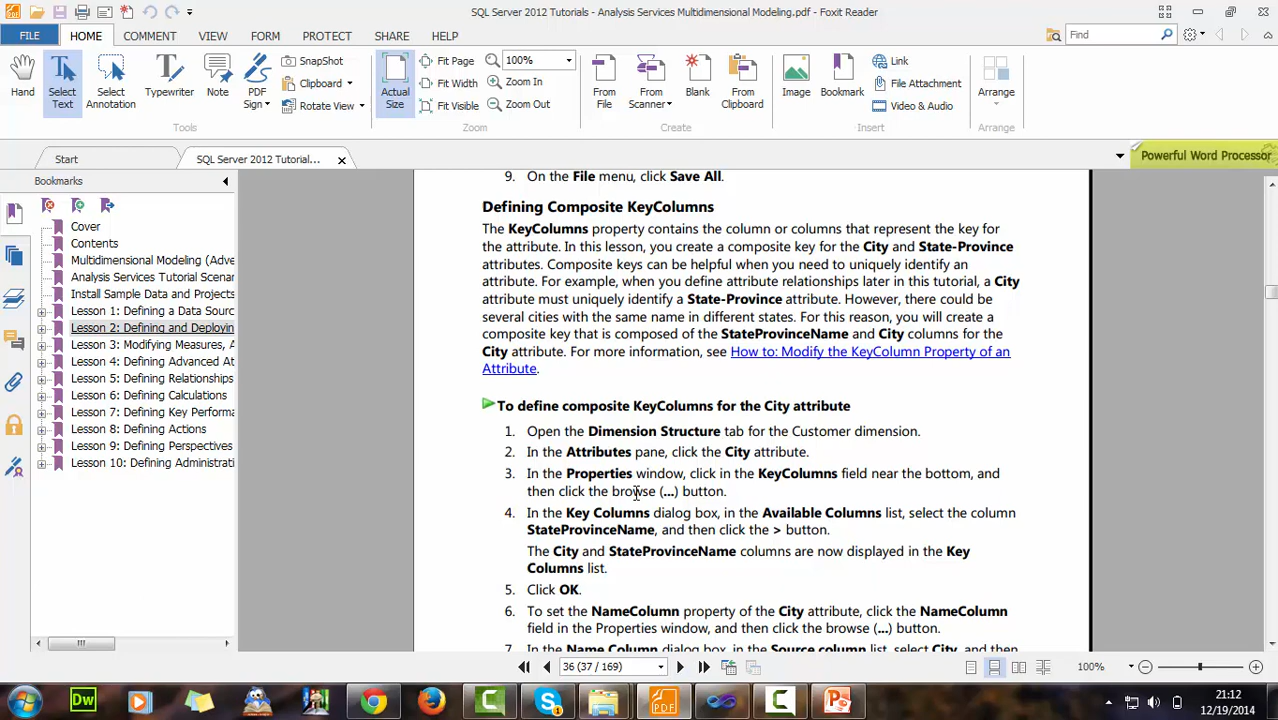 SQL Server 2012 Tutorials - Analysis Services Multidimensional Modeling.pdf - Foxit Reader
FILE HOME COMMENT VIEW FORM PROTECT SHARE HELP
Find
Hand
Select Text
Select Annotation
Typewriter
Note
PDF Sign
SnapShot
Clipboard
Rotate View
Tools
Actual Size
Fit Page
Fit Width
Fit Visible
100%
Zoom In
Zoom Out
Zoom
From File
From Scanner
Blank
From Clipboard
Create
Image
Bookmark
Link
File Attachment
Video & Audio
Insert
Arrange
Arrange
Start
SQL Server 2012 Tutorial...
Powerful Word Processor
Bookmarks
Cover
Contents
Multidimensional Modeling (Adve
Analysis Services Tutorial Scenar
Install Sample Data and Projects
Lesson 1: Defining a Data Sourc
Lesson 2: Defining and Deployin
Lesson 3: Modifying Measures, A
Lesson 4: Defining Advanced At
Lesson 5: Defining Relationships
Lesson 6: Defining Calculations
Lesson 7: Defining Key Performa
Lesson 8: Defining Actions
Lesson 9: Defining Perspectives
Lesson 10: Defining Administrati
9. On the File menu, click Save All.
Defining Composite KeyColumns
The KeyColumns property contains the column or columns that represent the key for
the attribute. In this lesson, you create a composite key for the City and State-Province
attributes. Composite keys can be helpful when you need to uniquely identify an
attribute. For example, when you define attribute relationships later in this tutorial, a City
attribute must uniquely identify a State-Province attribute. However, there could be
several cities with the same name in different states. For this reason, you will create a
composite key that is composed of the StateProvinceName and City columns for the
City attribute. For more information, see How to: Modify the KeyColumn Property of an
Attribute.
To define composite KeyColumns for the City attribute
1. Open the Dimension Structure tab for the Customer dimension.
2. In the Attributes pane, click the City attribute.
3. In the Properties window, click in the KeyColumns field near the bottom, and
then click the browse (...) button.
4. In the Key Columns dialog box, in the Available Columns list, select the column
StateProvinceName, and then click the > button.
The City and StateProvinceName columns are now displayed in the Key
Columns list.
5. Click OK.
6. To set the NameColumn property of the City attribute, click the NameColumn
field in the Properties window, and then click the browse (...) button.
7. In the Name Column dialog box, in the Source column list, select City, and then
36 (37 / 169)
100%
Dw
21:12
12/19/2014